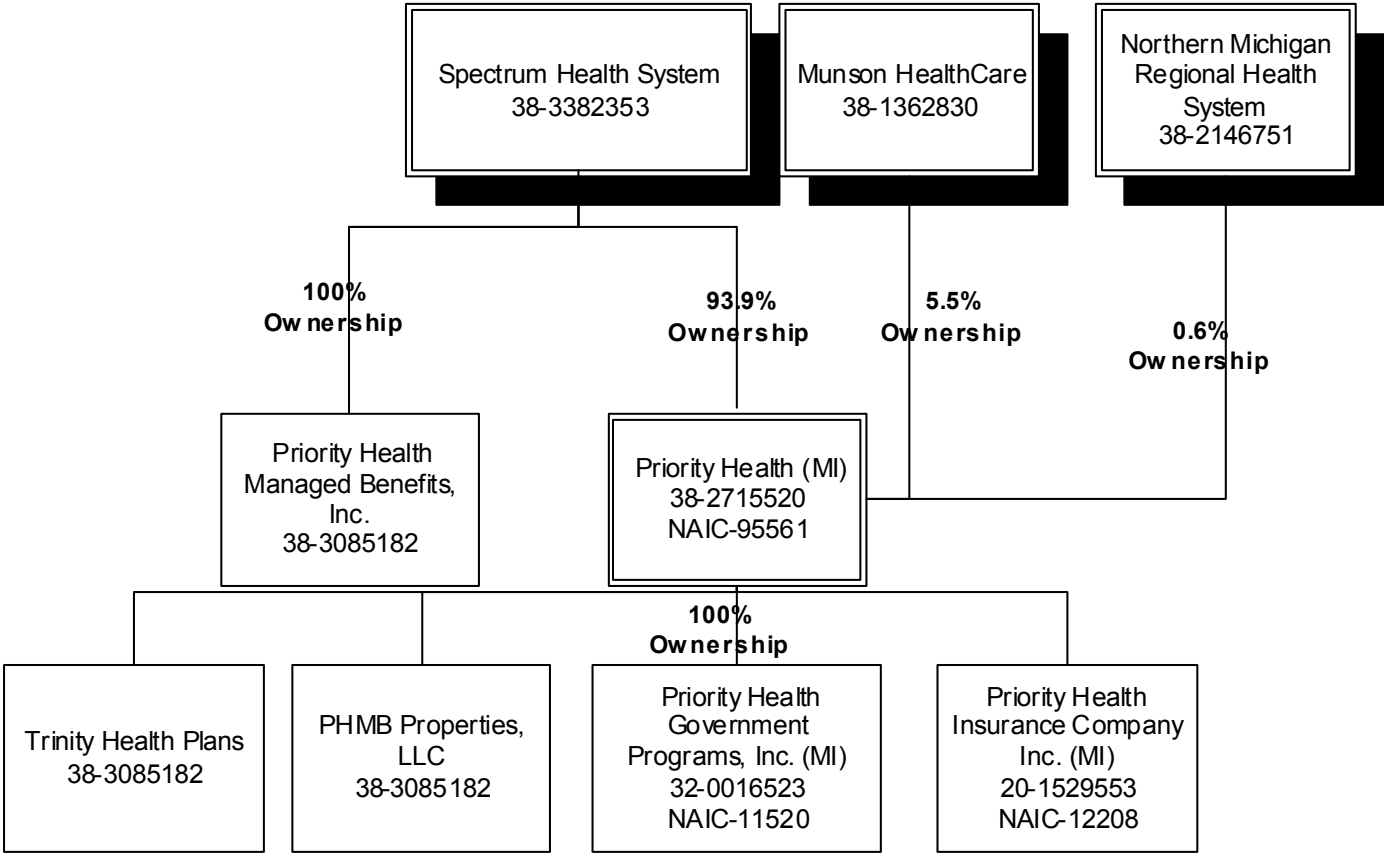 Spectrum Health System
38-3382353
Munson HealthCare
38-1362830
Northern Michigan
Regional Health
System
38-2146751
100%
Ownership
93.9%
Ownership
5.5%
Ownership
0.6%
Ownership
Priority Health
Managed Benefits,
Inc.
38-3085182
Priority Health (MI)
38-2715520
NAIC-95561
100%
Ownership
Trinity Health Plans
38-3085182
PHMB Properties,
LLC
38-3085182
Priority Health
Government
Programs, Inc. (MI)
32-0016523
NAIC-11520
Priority Health
Insurance Company
Inc. (MI)
20-1529553
NAIC-12208